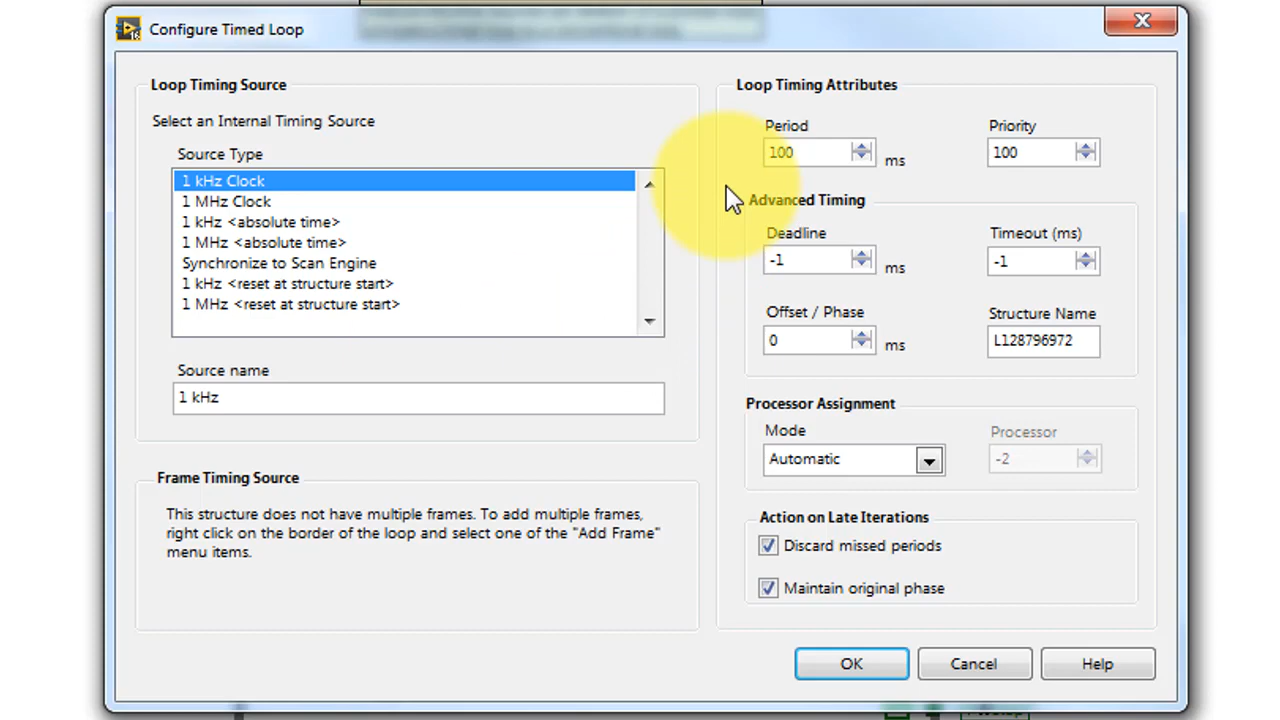 Configure Timed Loop
Loop Timing Source
Select an Internal Timing Source
Source Type
1 kHz Clock
1 MHz Clock
1 kHz <absolute time>
1 MHz <absolute time>
Synchronize to Scan Engine
1 kHz <reset at structure start>
1 MHz <reset at structure start>
Source name
1 kHz
Frame Timing Source
This structure does not have multiple frames. To add multiple frames,
right click on the border of the loop and select one of the "Add Frame"
menu items.
Loop Timing Attributes
Period
100
ms
Priority
100
Advanced Timing
Deadline
-1
ms
Timeout (ms)
-1
Offset / Phase
0
ms
Structure Name
L128796972
Processor Assignment
Mode
Automatic
Processor
-2
Action on Late Iterations
Discard missed periods
Maintain original phase
OK
Cancel
Help